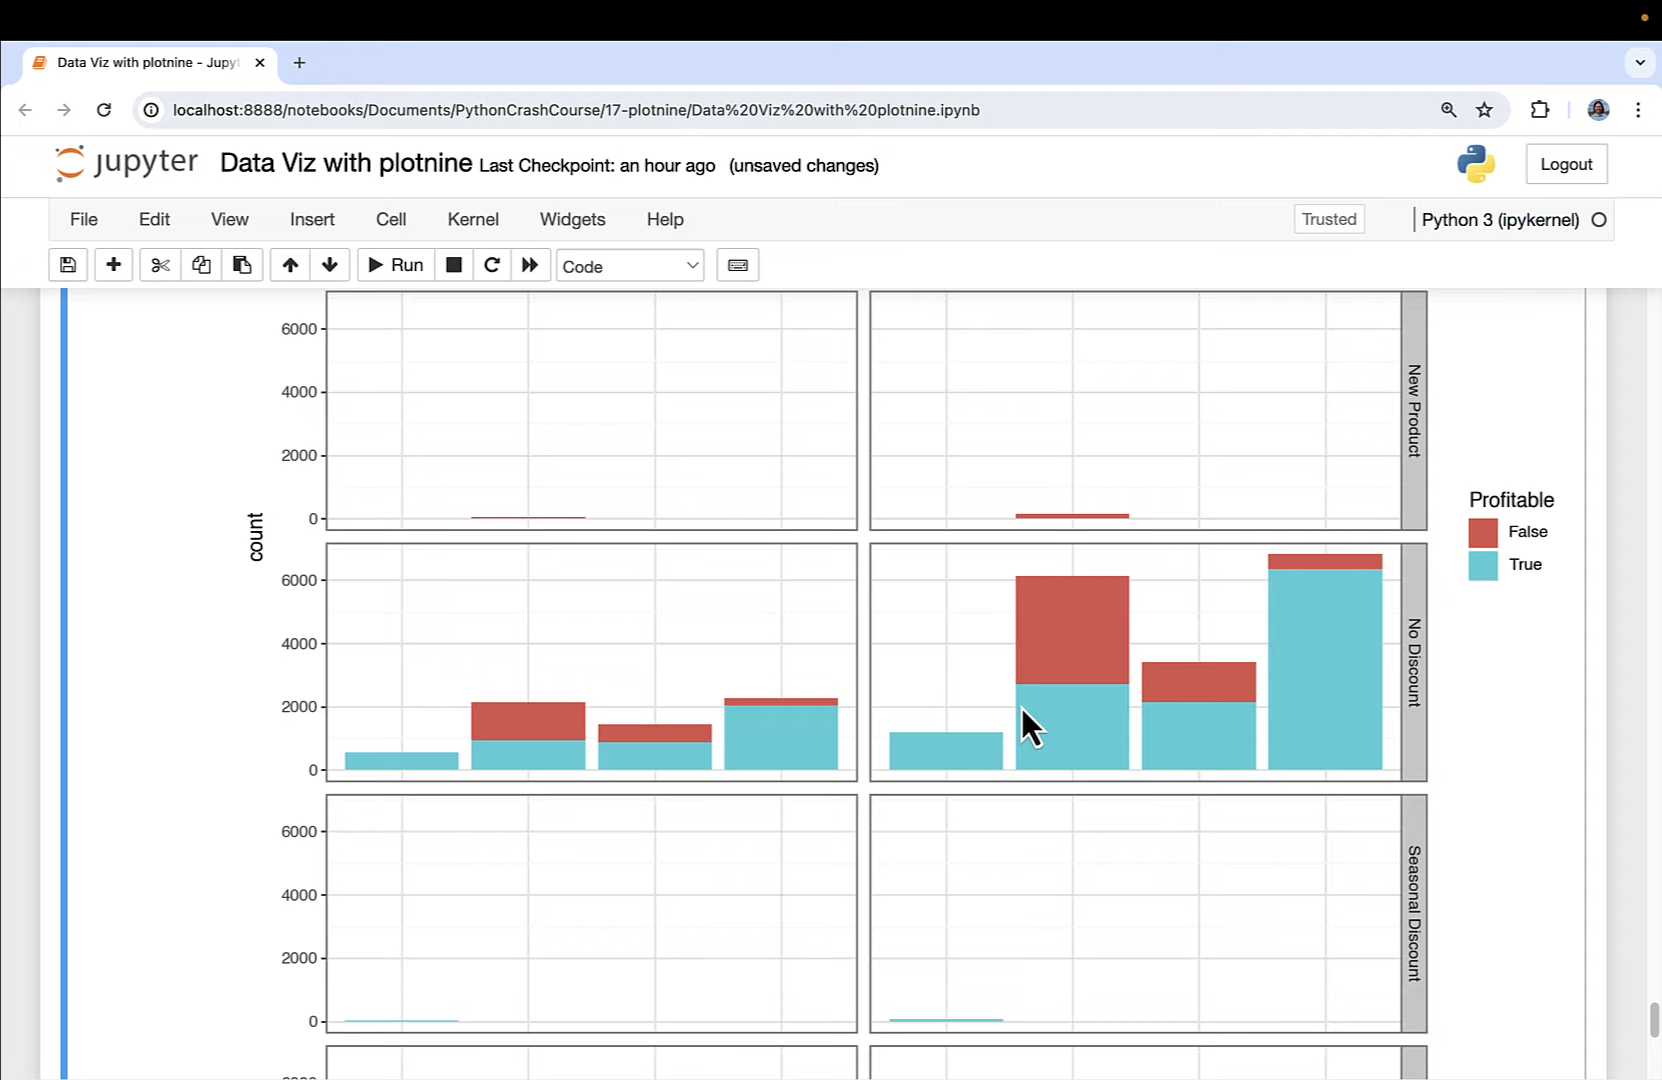 Data Viz with plotnine - Jupyt
localhost:8888/notebooks/Documents/PythonCrashCourse/17-plotnine/Data%20Viz%20with%20plotnine.ipynb
jupyter Data Viz with plotnine Last Checkpoint: an hour ago (unsaved changes)
Logout
File Edit View Insert Cell Kernel Widgets Help
Trusted
Python 3 (ipykernel)
Run
Code
6000
4000
2000
0
New Product
count
6000
4000
2000
0
No Discount
6000
4000
2000
0
Seasonal Discount
Profitable
False
True